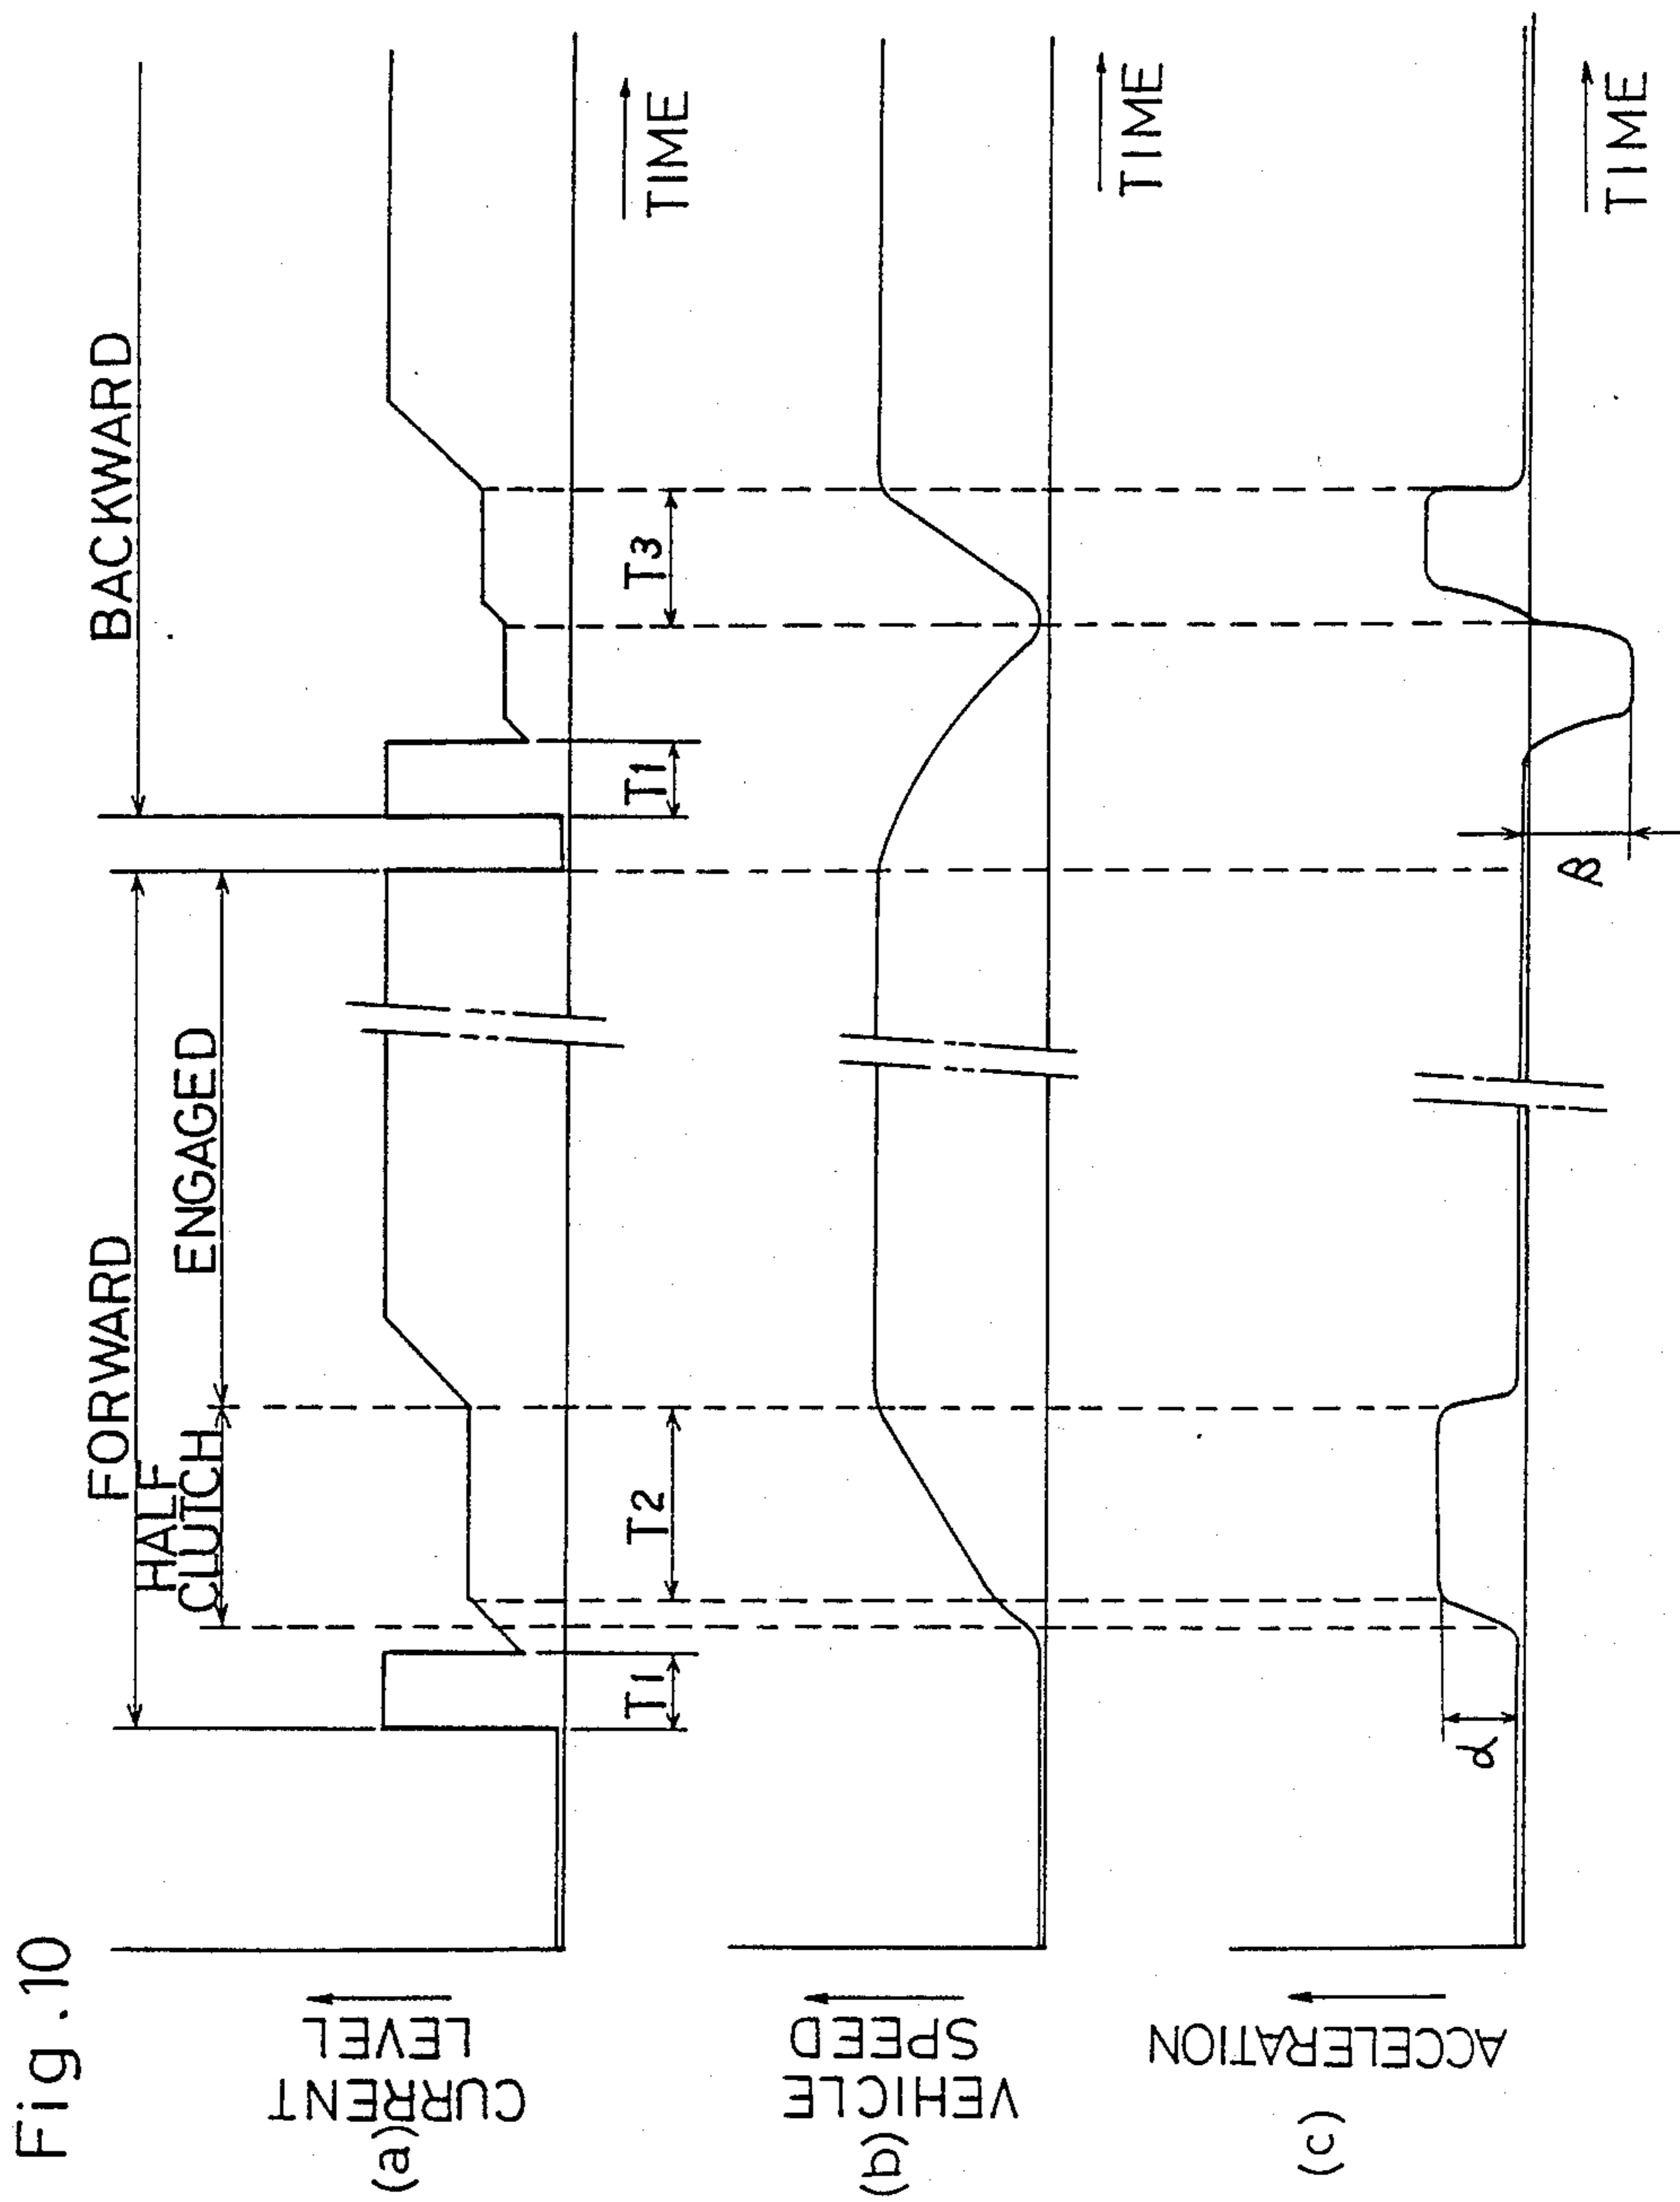 Fig.10
FORWARD
BACKWARD
HALF
CLUTCH
ENGAGED
(a)
CURRENT
LEVEL
T1
T2
T1
T3
TIME
(b)
VEHICLE
SPEED
TIME
(c)
ACCELERATION
α
β
TIME